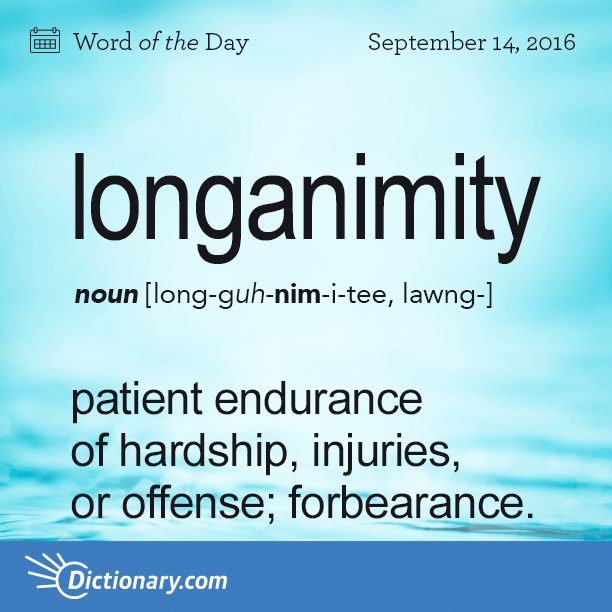 Word of the Day
September 14, 2016
longanimity
noun [long-guh-nim-i-tee, lawng-]
patient endurance
of hardship, injuries,
or offense; forbearance.
Dictionary.com